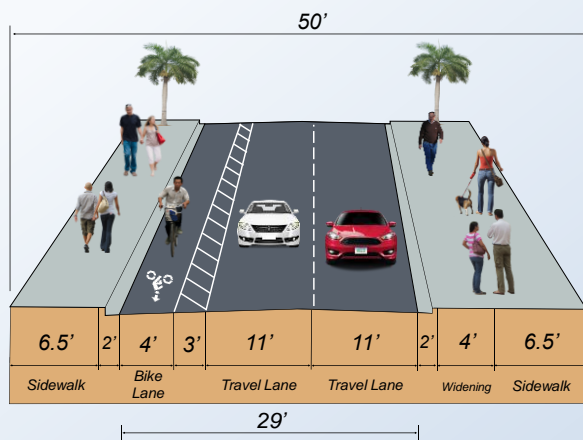 50'
6.5' 2' 4' 3' 11' 11' 2' 4' 6.5'
Sidewalk Bike Lane Travel Lane Travel Lane Widening Sidewalk
29'